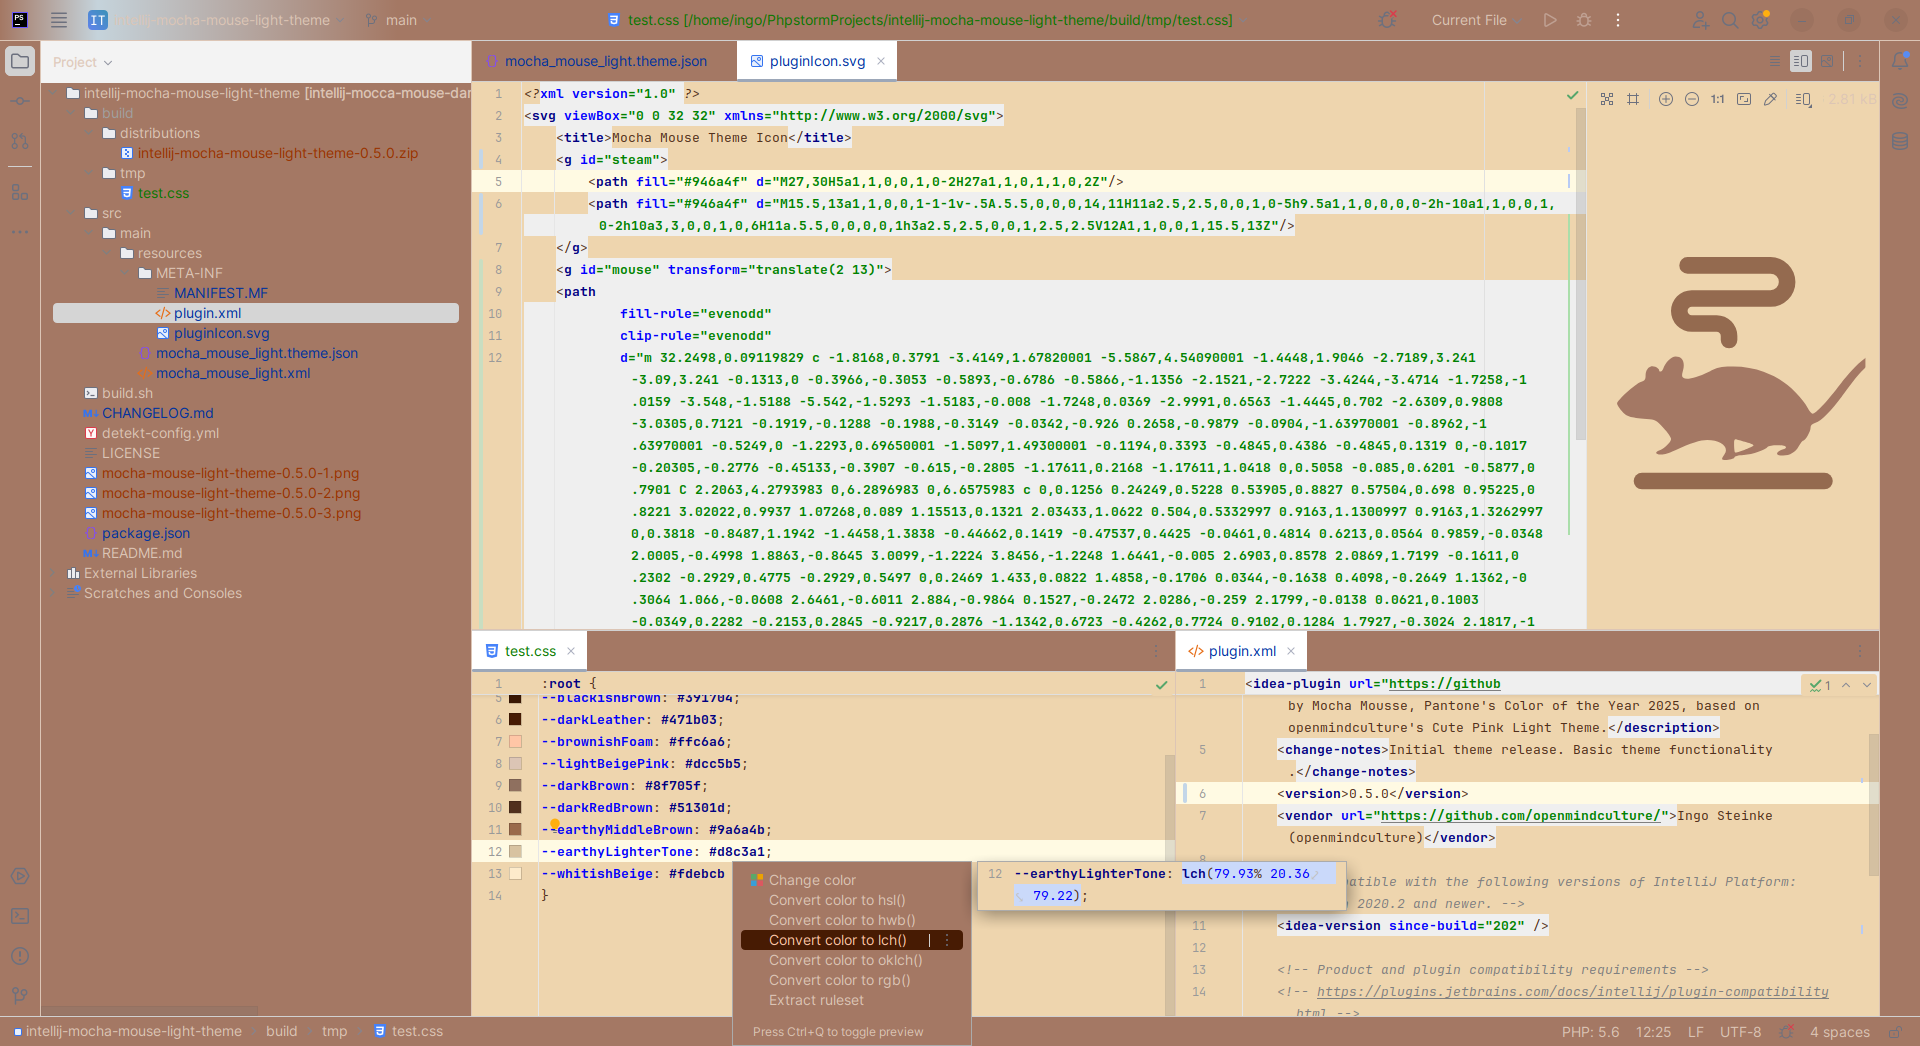 PS
IT intellij-mocha-mouse-light-theme
main
test.css [/home/ingo/PhpstormProjects/intellij-mocha-mouse-light-theme/build/tmp/test.css]
Current File
Project
intellij-mocha-mouse-light-theme [intellij-mocca-mouse-dar
build
distributions
intellij-mocha-mouse-light-theme-0.5.0.zip
tmp
test.css
src
main
resources
META-INF
MANIFEST.MF
plugin.xml
pluginIcon.svg
mocha_mouse_light.theme.json
mocha_mouse_light.xml
build.sh
CHANGELOG.md
detekt-config.yml
LICENSE
mocha-mouse-light-theme-0.5.0-1.png
mocha-mouse-light-theme-0.5.0-2.png
mocha-mouse-light-theme-0.5.0-3.png
package.json
README.md
External Libraries
Scratches and Consoles
mocha_mouse_light.theme.json
pluginIcon.svg
1 <?xml version="1.0" ?>
2 <svg viewBox="0 0 32 32" xmlns="http://www.w3.org/2000/svg">
3 <title>Mocha Mouse Theme Icon</title>
4 <g id="steam">
5 <path fill="#946a4f" d="M27,30H5a1,1,0,0,1,0-2H27a1,1,0,1,1,0,2Z"/>
6 <path fill="#946a4f" d="M15.5,13a1,1,0,0,1-1-1v-.5A.5.5,0,0,0,14,11H11a2.5,2.5,0,0,1,0-5h9.5a1,1,0,0,0,0-2h-10a1,1,0,0,1,
0-2h10a3,3,0,0,1,0,6H11a.5.5,0,0,0,0,1h3a2.5,2.5,0,0,1,2.5,2.5V12A1,1,0,0,1,15.5,13Z"/>
7 </g>
8 <g id="mouse" transform="translate(2 13)">
9 <path
10 fill-rule="evenodd"
11 clip-rule="evenodd"
12 d="m 32.2498,0.09119829 c -1.8168,0.3791 -3.4149,1.67820001 -5.5867,4.54090001 -1.4448,1.9046 -2.7189,3.241
-3.09,3.241 -0.1313,0 -0.3966,-0.3053 -0.5893,-0.6786 -0.5866,-1.1356 -2.1521,-2.7222 -3.4244,-3.4714 -1.7258,-1
.0159 -3.548,-1.5188 -5.542,-1.5293 -1.5183,-0.008 -1.7248,0.0369 -2.9991,0.6563 -1.4445,0.702 -2.6309,0.9808
-3.0305,0.7121 -0.1919,-0.1288 -0.1988,-0.3149 -0.0342,-0.926 0.2658,-0.9879 -0.0904,-1.63970001 -0.8962,-1
.63970001 -0.5249,0 -1.2293,0.69650001 -1.5097,1.49300001 -0.1194,0.3393 -0.4845,0.4386 -0.4845,0.1319 0,-0.1017
-0.20305,-0.2776 -0.45133,-0.3907 -0.615,-0.2805 -1.17611,0.2168 -1.17611,1.0418 0,0.5058 -0.085,0.6201 -0.5877,0
.7901 C 2.2063,4.2793983 0,6.2896983 0,6.6575983 c 0,0.1256 0.24249,0.5228 0.53905,0.8827 0.57504,0.698 0.95225,0
.8221 3.02022,0.9937 1.07268,0.089 1.15513,0.1321 2.03433,1.0622 0.504,0.5332997 0.9163,1.1300997 0.9163,1.3262997
0,0.3818 -0.8487,1.1942 -1.4458,1.3838 -0.44662,0.1419 -0.47537,0.4425 -0.0461,0.4814 0.6213,0.0564 0.9859,-0.0348
2.0005,-0.4998 1.8863,-0.8645 3.0099,-1.2224 3.8456,-1.2248 1.6441,-0.005 2.6903,0.8578 2.0869,1.7199 -0.1611,0
.2302 -0.2929,0.4775 -0.2929,0.5497 0,0.2469 1.433,0.0822 1.4858,-0.1706 0.0344,-0.1638 0.4098,-0.2649 1.1362,-0
.3064 1.066,-0.0608 2.6461,-0.6011 2.884,-0.9864 0.1527,-0.2472 2.0286,-0.259 2.1799,-0.0138 0.0621,0.1003
-0.0349,0.2282 -0.2153,0.2845 -0.9217,0.2876 -1.1342,0.6723 -0.4262,0.7724 0.9102,0.1284 1.7927,-0.3024 2.1817,-1
1:1
2.81 kB
test.css
1 :root {
5 --blackishBrown: #391704;
6 --darkLeather: #471b03;
7 --brownishFoam: #ffc6a6;
8 --lightBeigePink: #dcc5b5;
9 --darkBrown: #8f705f;
10 --darkRedBrown: #51301d;
11 --earthyMiddleBrown: #9a6a4b;
12 --earthyLighterTone: #d8c3a1;
13 --whitishBeige: #fdebcb
14 }
Change color
Convert color to hsl()
Convert color to hwb()
Convert color to lch()
Convert color to oklch()
Convert color to rgb()
Extract ruleset
Press Ctrl+Q to toggle preview
12 --earthyLighterTone: lch(79.93% 20.36
79.22);
plugin.xml
1 <idea-plugin url="https://github
1
by Mocha Mousse, Pantone's Color of the Year 2025, based on
openmindculture's Cute Pink Light Theme.</description>
5 <change-notes>Initial theme release. Basic theme functionality
.</change-notes>
6 <version>0.5.0</version>
7 <vendor url="https://github.com/openmindculture/">Ingo Steinke
(openmindculture)</vendor>
8
with the following versions of IntelliJ Platform:
2020.2 and newer. -->
11 <idea-version since-build="202" />
12
13 <!-- Product and plugin compatibility requirements -->
14 <!-- https://plugins.jetbrains.com/docs/intellij/plugin-compatibility
.html -->
intellij-mocha-mouse-light-theme build tmp test.css
PHP: 5.6 12:25 LF UTF-8 4 spaces